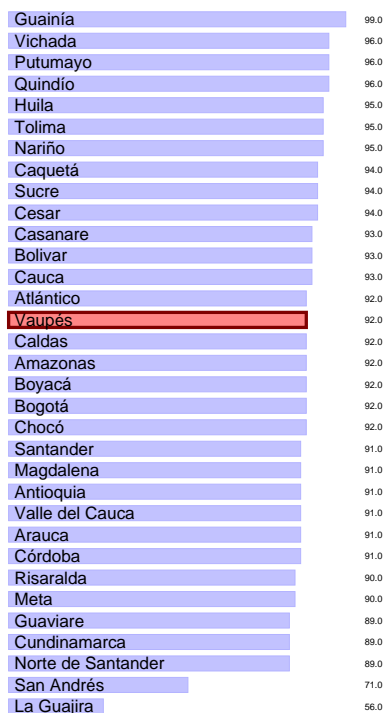 Guainía 99.0
Vichada 96.0
Putumayo 96.0
Quindío 96.0
Huila 95.0
Tolima 95.0
Nariño 95.0
Caquetá 94.0
Sucre 94.0
Cesar 94.0
Casanare 93.0
Bolivar 93.0
Cauca 93.0
Atlántico 92.0
Vaupés 92.0
Caldas 92.0
Amazonas 92.0
Boyacá 92.0
Bogotá 92.0
Chocó 92.0
Santander 91.0
Magdalena 91.0
Antioquia 91.0
Valle del Cauca 91.0
Arauca 91.0
Córdoba 91.0
Risaralda 90.0
Meta 90.0
Guaviare 89.0
Cundinamarca 89.0
Norte de Santander 89.0
San Andrés 71.0
La Guajira 56.0